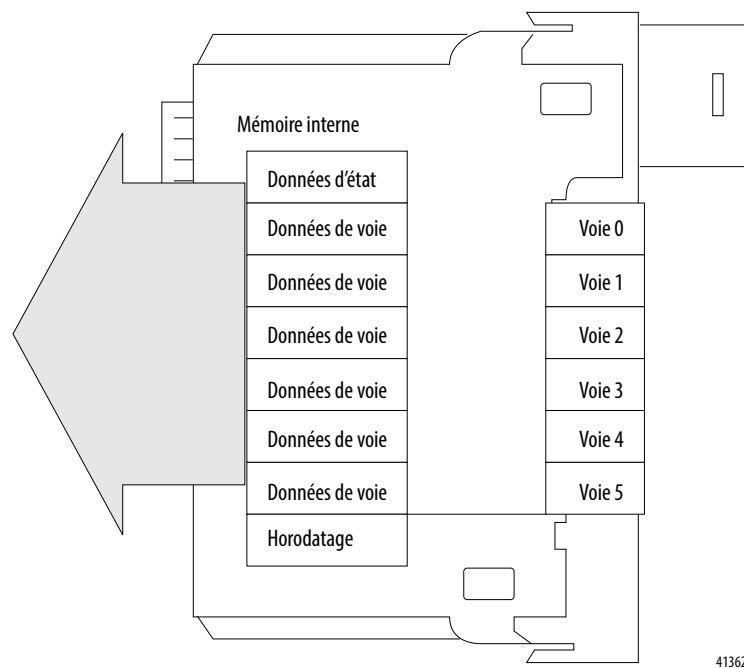 Mémoire interne
Données d'état
Données de voie
Voie 0
Données de voie
Voie 1
Données de voie
Voie 2
Données de voie
Voie 3
Données de voie
Voie 4
Données de voie
Voie 5
Horodatage
41362